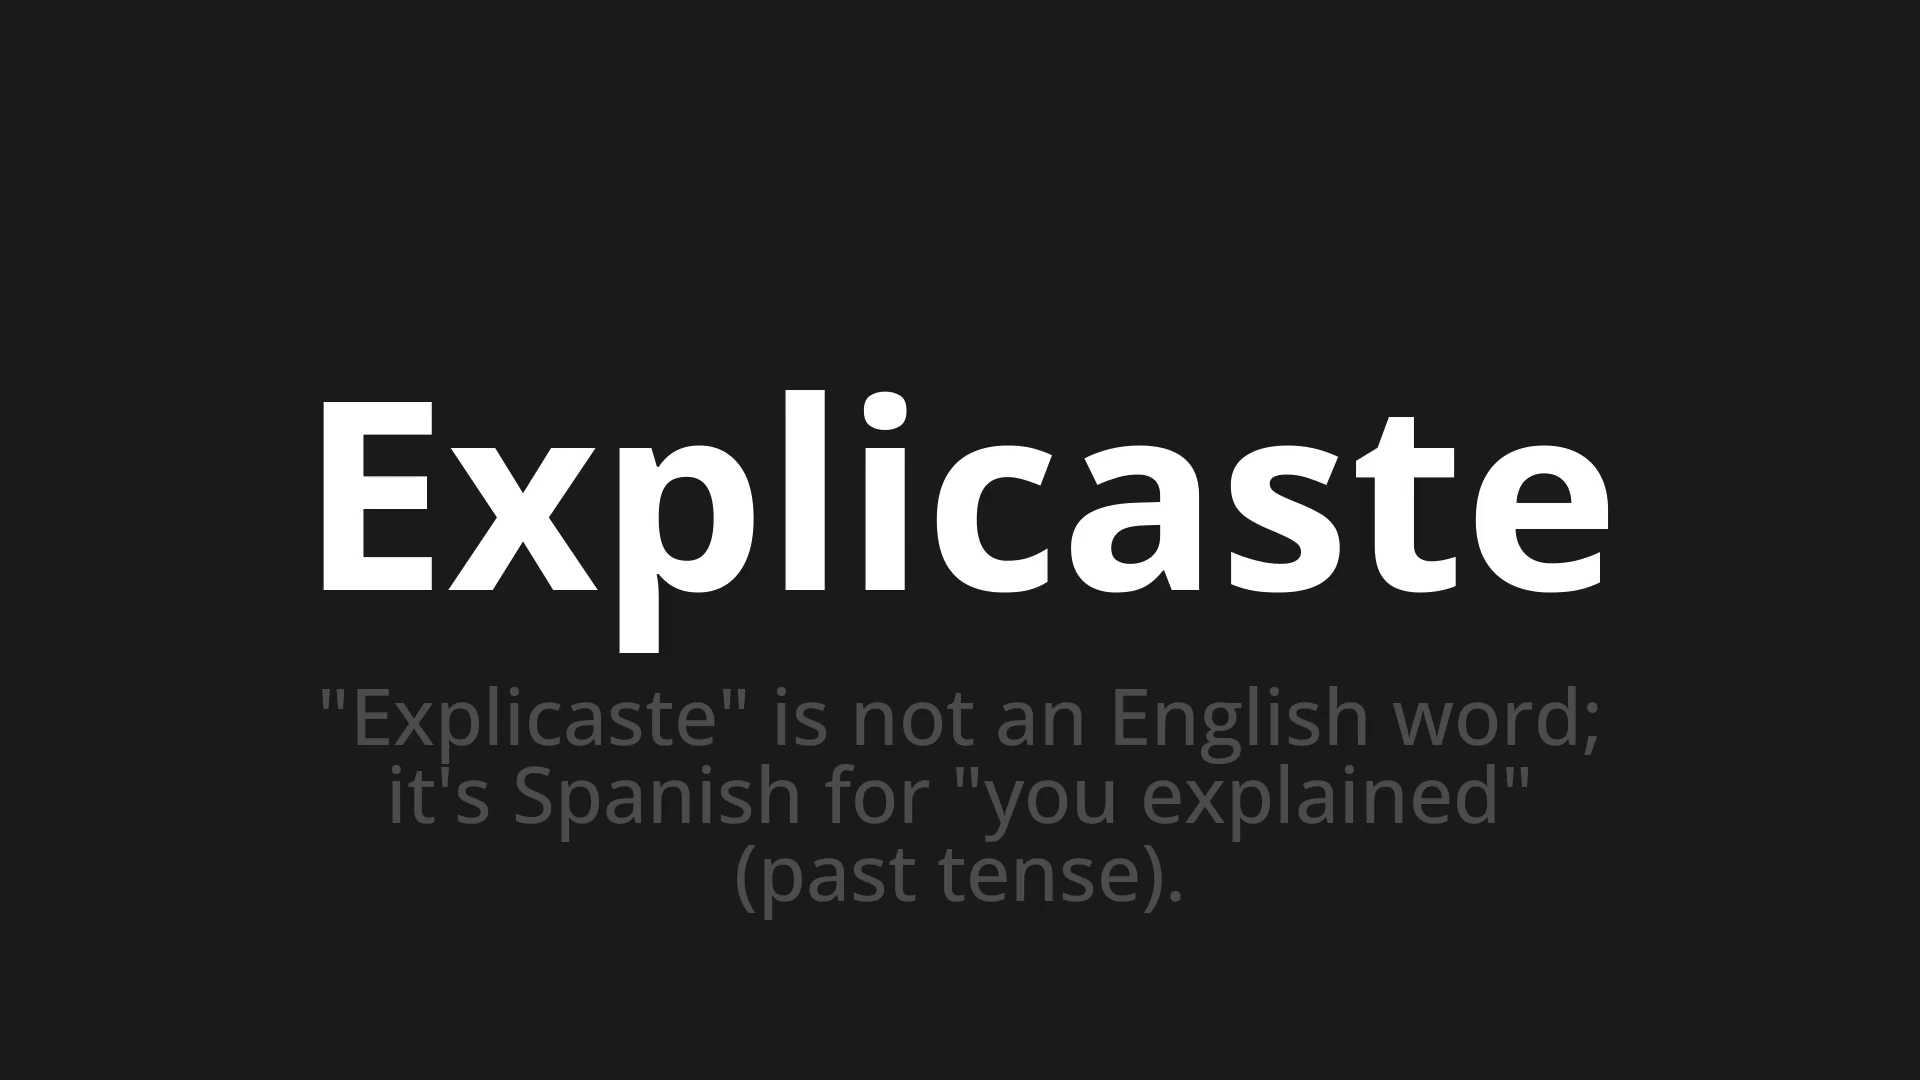 Explicaste
"Explicaste" is not an English word;
it's Spanish for "you explained"
(past tense).